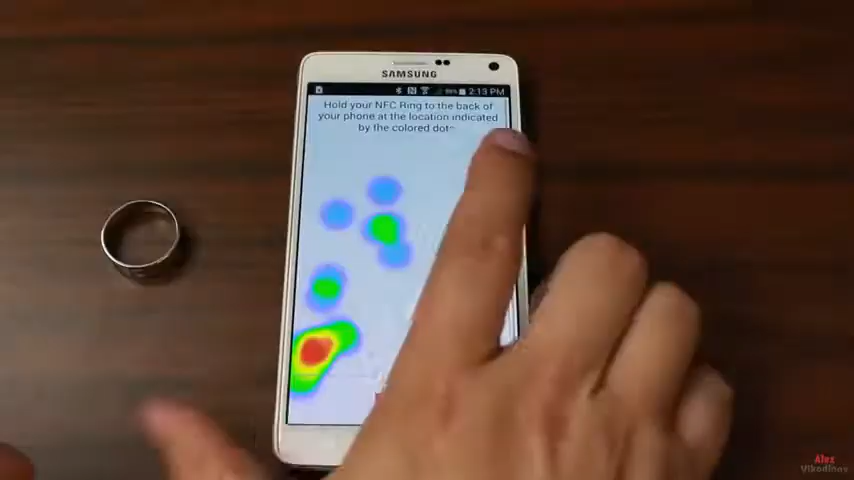 SAMSUNG
2:13 PM
Hold your NFC Ring to the back of
your phone at the location indicated
by the colored dot
Alex
Vikodinov